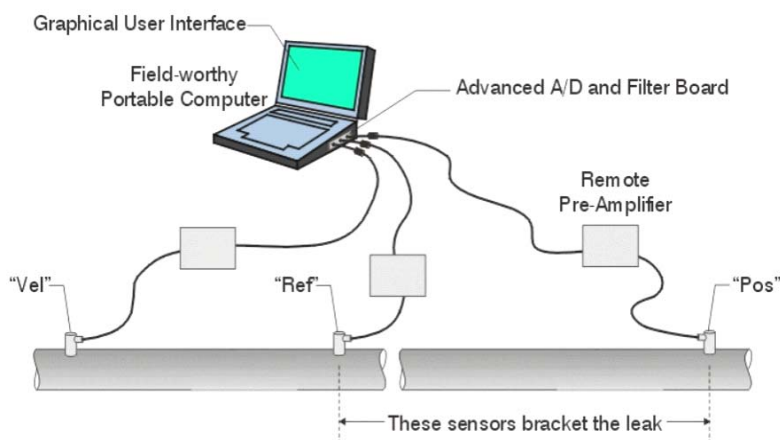 Graphical User Interface
Field-worthy
Portable Computer
Advanced A/D and Filter Board
Remote
Pre-Amplifier
“Vel”
“Ref”
“Pos”
These sensors bracket the leak